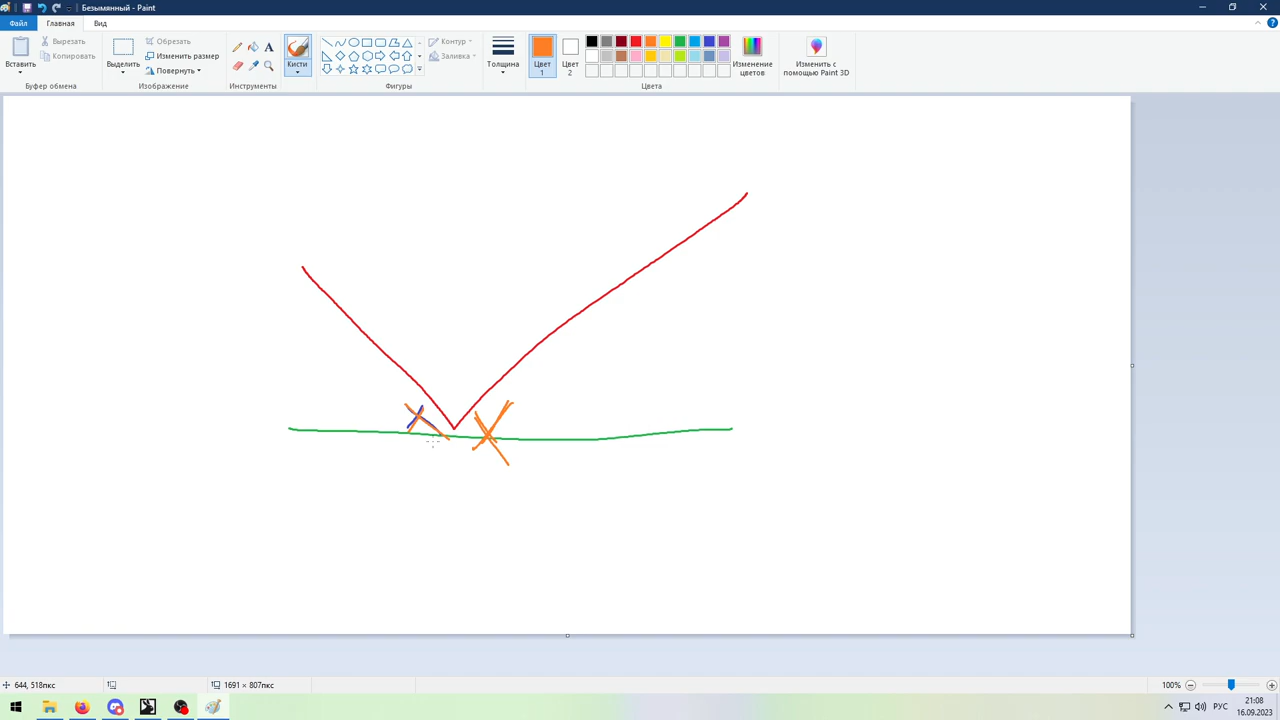 Безымянный - Paint
Файл Главная Вид
Вставить
Вырезать
Копировать
Буфер обмена
Выделить
Обрезать
Изменить размер
Повернуть
Изображение
A
Инструменты
Кисти
Контур
Заливка
Фигуры
Толщина
Цвет 1
Цвет 2
Изменение цветов
Цвета
Изменить с помощью Paint 3D
644, 518пкс
1691 × 807пкс
100%
РУС
21:08
16.09.2023